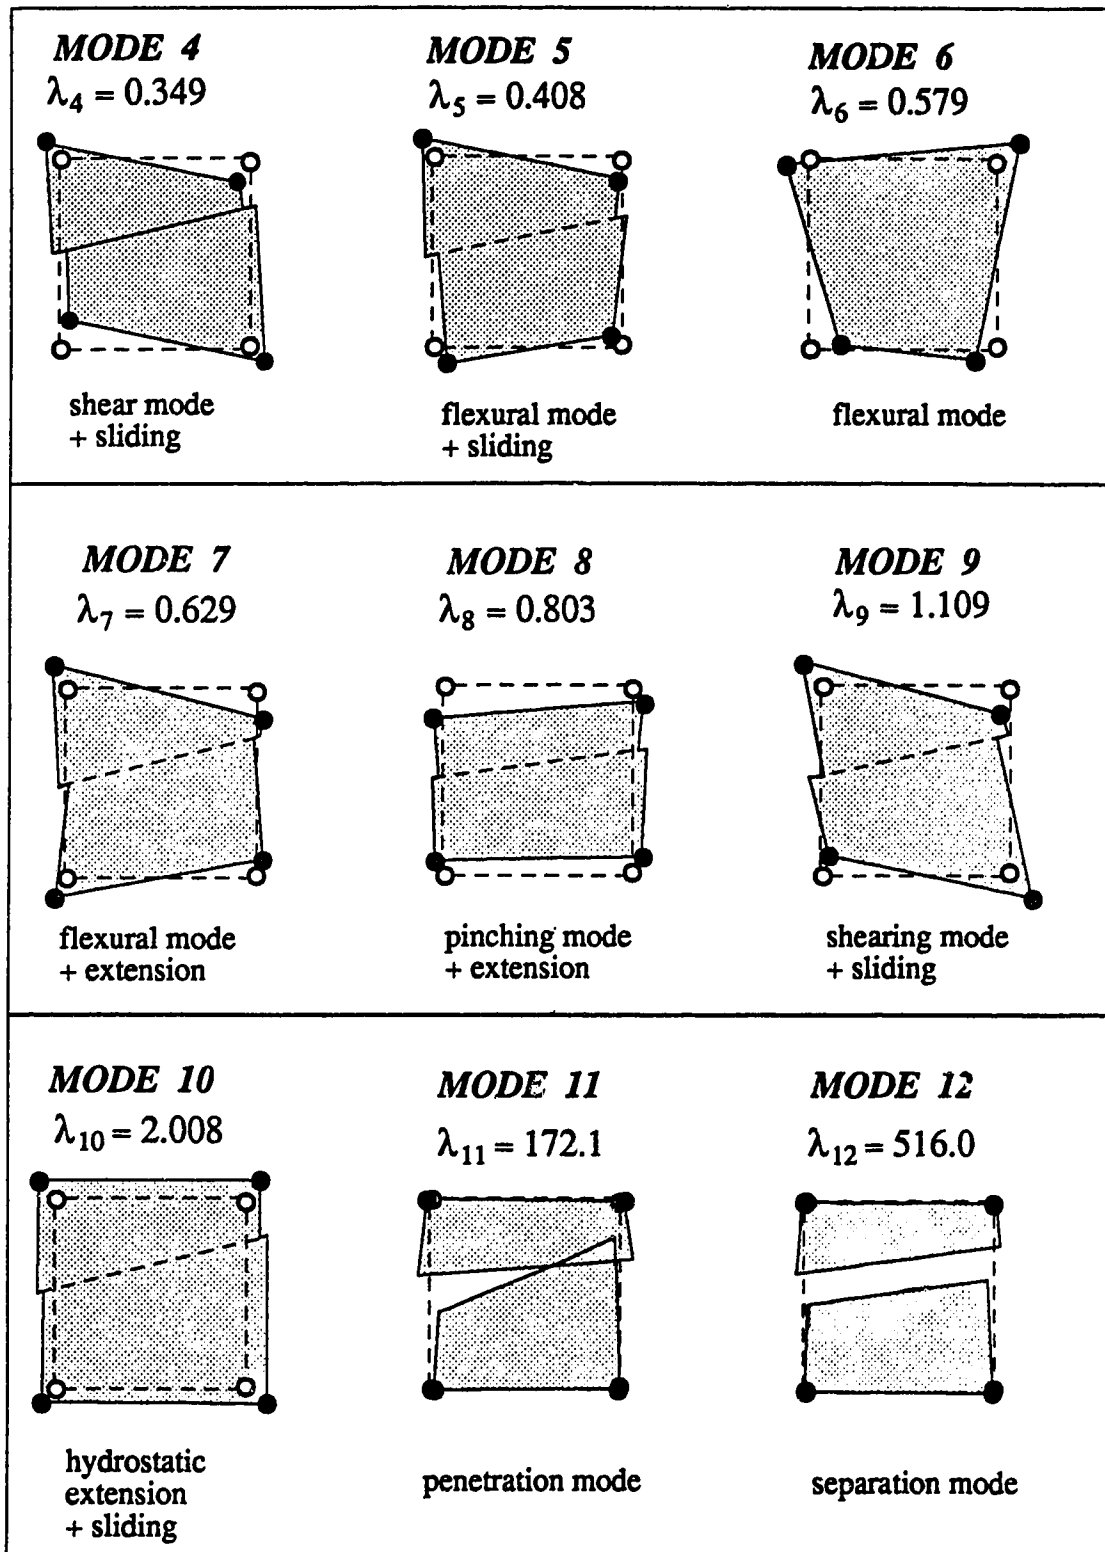 MODE 4
λ4 = 0.349
shear mode
+ sliding
MODE 5
λ5 = 0.408
flexural mode
+ sliding
MODE 6
λ6 = 0.579
flexural mode
MODE 7
λ7 = 0.629
flexural mode
+ extension
MODE 8
λ8 = 0.803
pinching mode
+ extension
MODE 9
λ9 = 1.109
shearing mode
+ sliding
MODE 10
λ10 = 2.008
hydrostatic
extension
+ sliding
MODE 11
λ11 = 172.1
penetration mode
MODE 12
λ12 = 516.0
separation mode